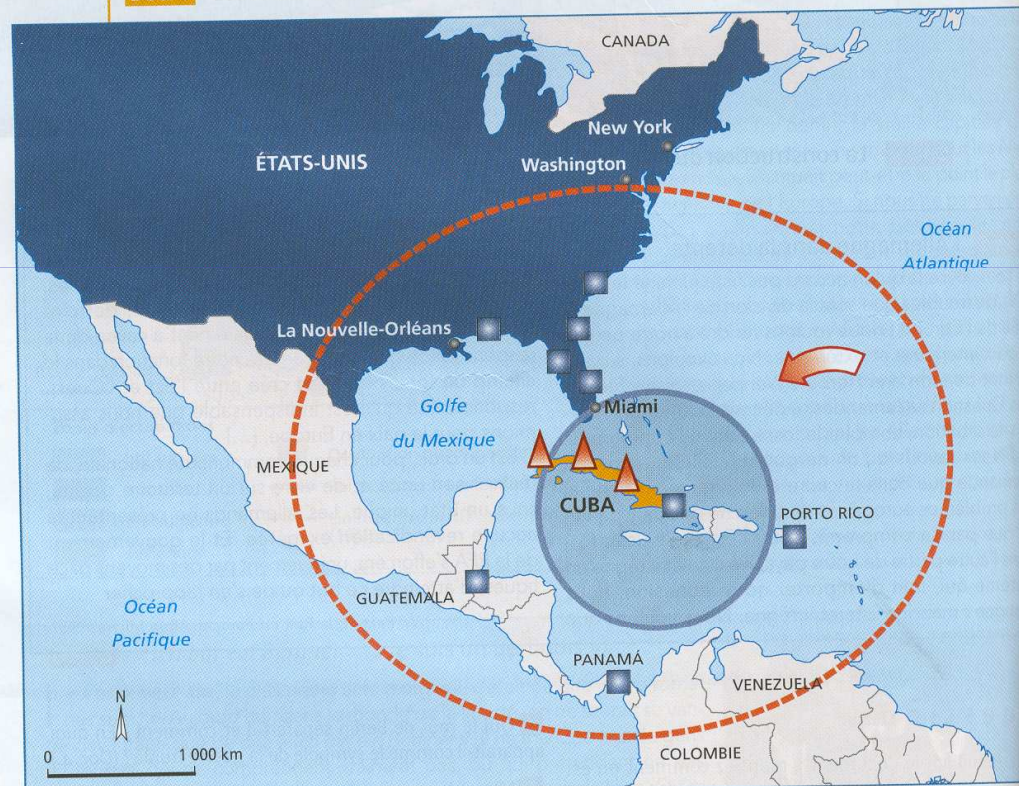 CANADA
New York
ÉTATS-UNIS
Washington
Océan
Atlantique
La Nouvelle-Orléans
Miami
Golfe
du Mexique
MEXIQUE
CUBA
PORTO RICO
GUATEMALA
Océan
Pacifique
PANAMÁ
VENEZUELA
COLOMBIE
N
0
1 000 km